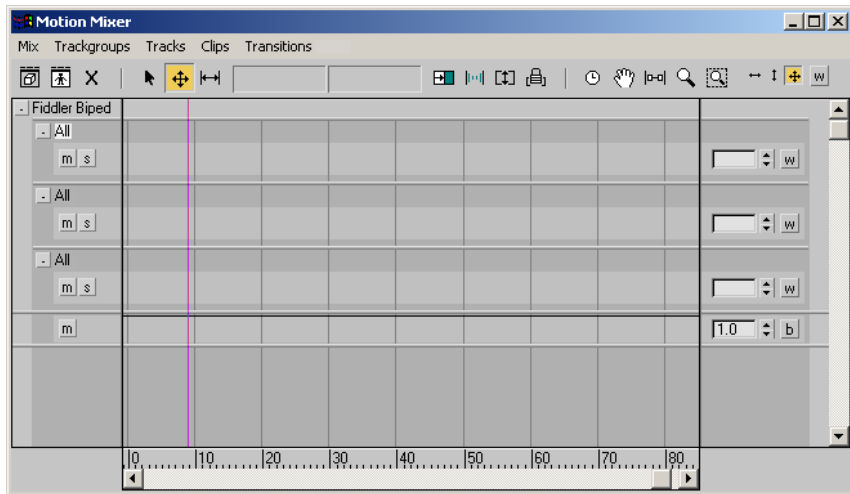 Motion Mixer
Mix Trackgroups Tracks Clips Transitions
w
- Fiddler Biped
- All
m s w
- All
m s w
- All
m s w
m 1.0 b
0 10 20 30 40 50 60 70 80